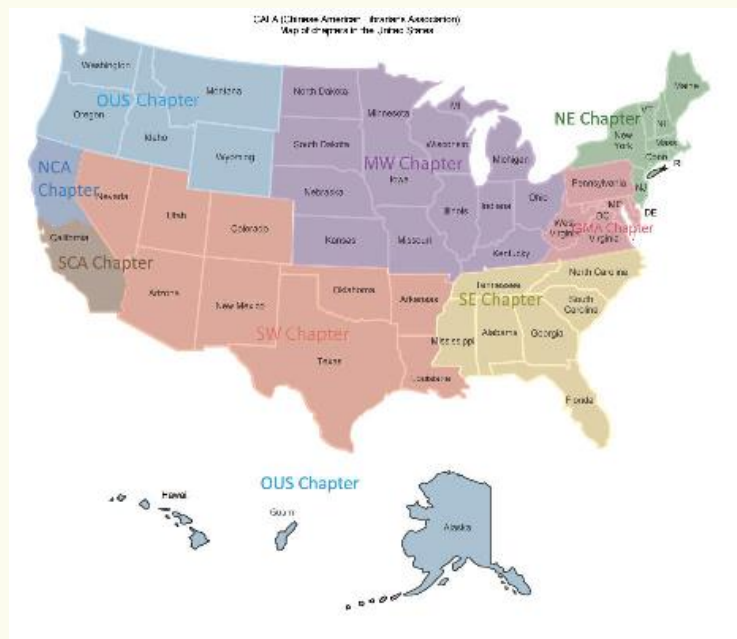 CALA (Chinese American Librarians Association)
Map of chapters in the United States
Washington
Montana
North Dakota
Minnesota
MI
Maine
OUS Chapter
VT
NH
Oregon
NE Chapter
New York
Mass
Idaho
South Dakota
Wisconsin
Michigan
Conn
RI
Wyoming
MW Chapter
NCA Chapter
Iowa
Pennsylvania
NJ
Nevada
Nebraska
Ohio
MD
DE
Utah
Illinois
Indiana
DC
Colorado
West Virginia
GMA Chapter
California
Kansas
Missouri
Virginia
Kentucky
SCA Chapter
North Carolina
Tennessee
Oklahoma
Arkansas
SE Chapter
Arizona
New Mexico
South Carolina
SW Chapter
Mississippi
Alabama
Georgia
Texas
Louisiana
Florida
OUS Chapter
Hawai
Guam
Alaska